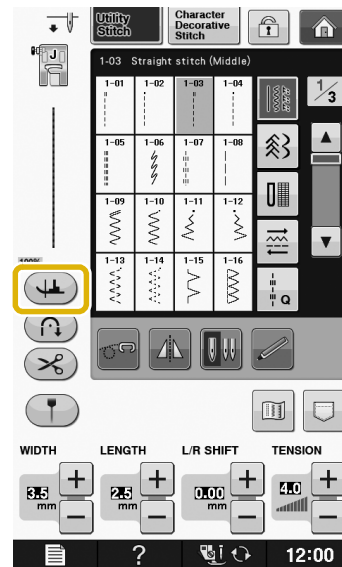 Utility
Stitch
Character
Decorative
Stitch
J
1-03 Straight stitch (Middle)
1-01 1-02 1-03 1-04
1/3
1-05 1-06 1-07 1-08
1-09 1-10 1-11 1-12
100%
1-13 1-14 1-15 1-16
Q
WIDTH LENGTH L/R SHIFT TENSION
3.5 mm
2.5 mm
0.00 mm
4.0
+ + + +
− − − −
? 12:00